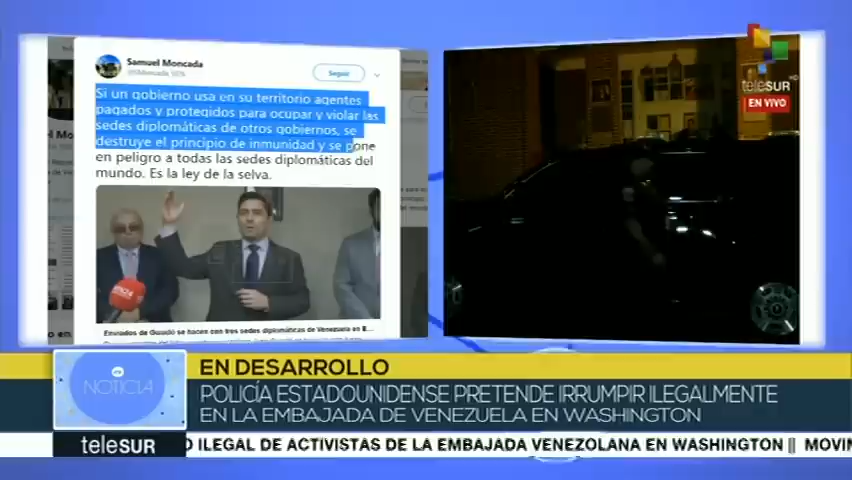 Samuel Moncada
Seguir
Si un gobierno usa en su territorio agentes
pagados y protegidos para ocupar y violar las
sedes diplomáticas de otros gobiernos, se
destruye el principio de inmunidad y se pone
en peligro a todas las sedes diplomáticas del
mundo. Es la ley de la selva.
Enviados de Guaidó se hacen con tres sedes diplomáticas de Venezuela en E...
teleSUR
HD
EN VIVO
EN DESARROLLO
NOTICIA
POLICÍA ESTADOUNIDENSE PRETENDE IRRUMPIR ILEGALMENTE
EN LA EMBAJADA DE VENEZUELA EN WASHINGTON
teleSUR
O ILEGAL DE ACTIVISTAS DE LA EMBAJADA VENEZOLANA EN WASHINGTON || MOVIN